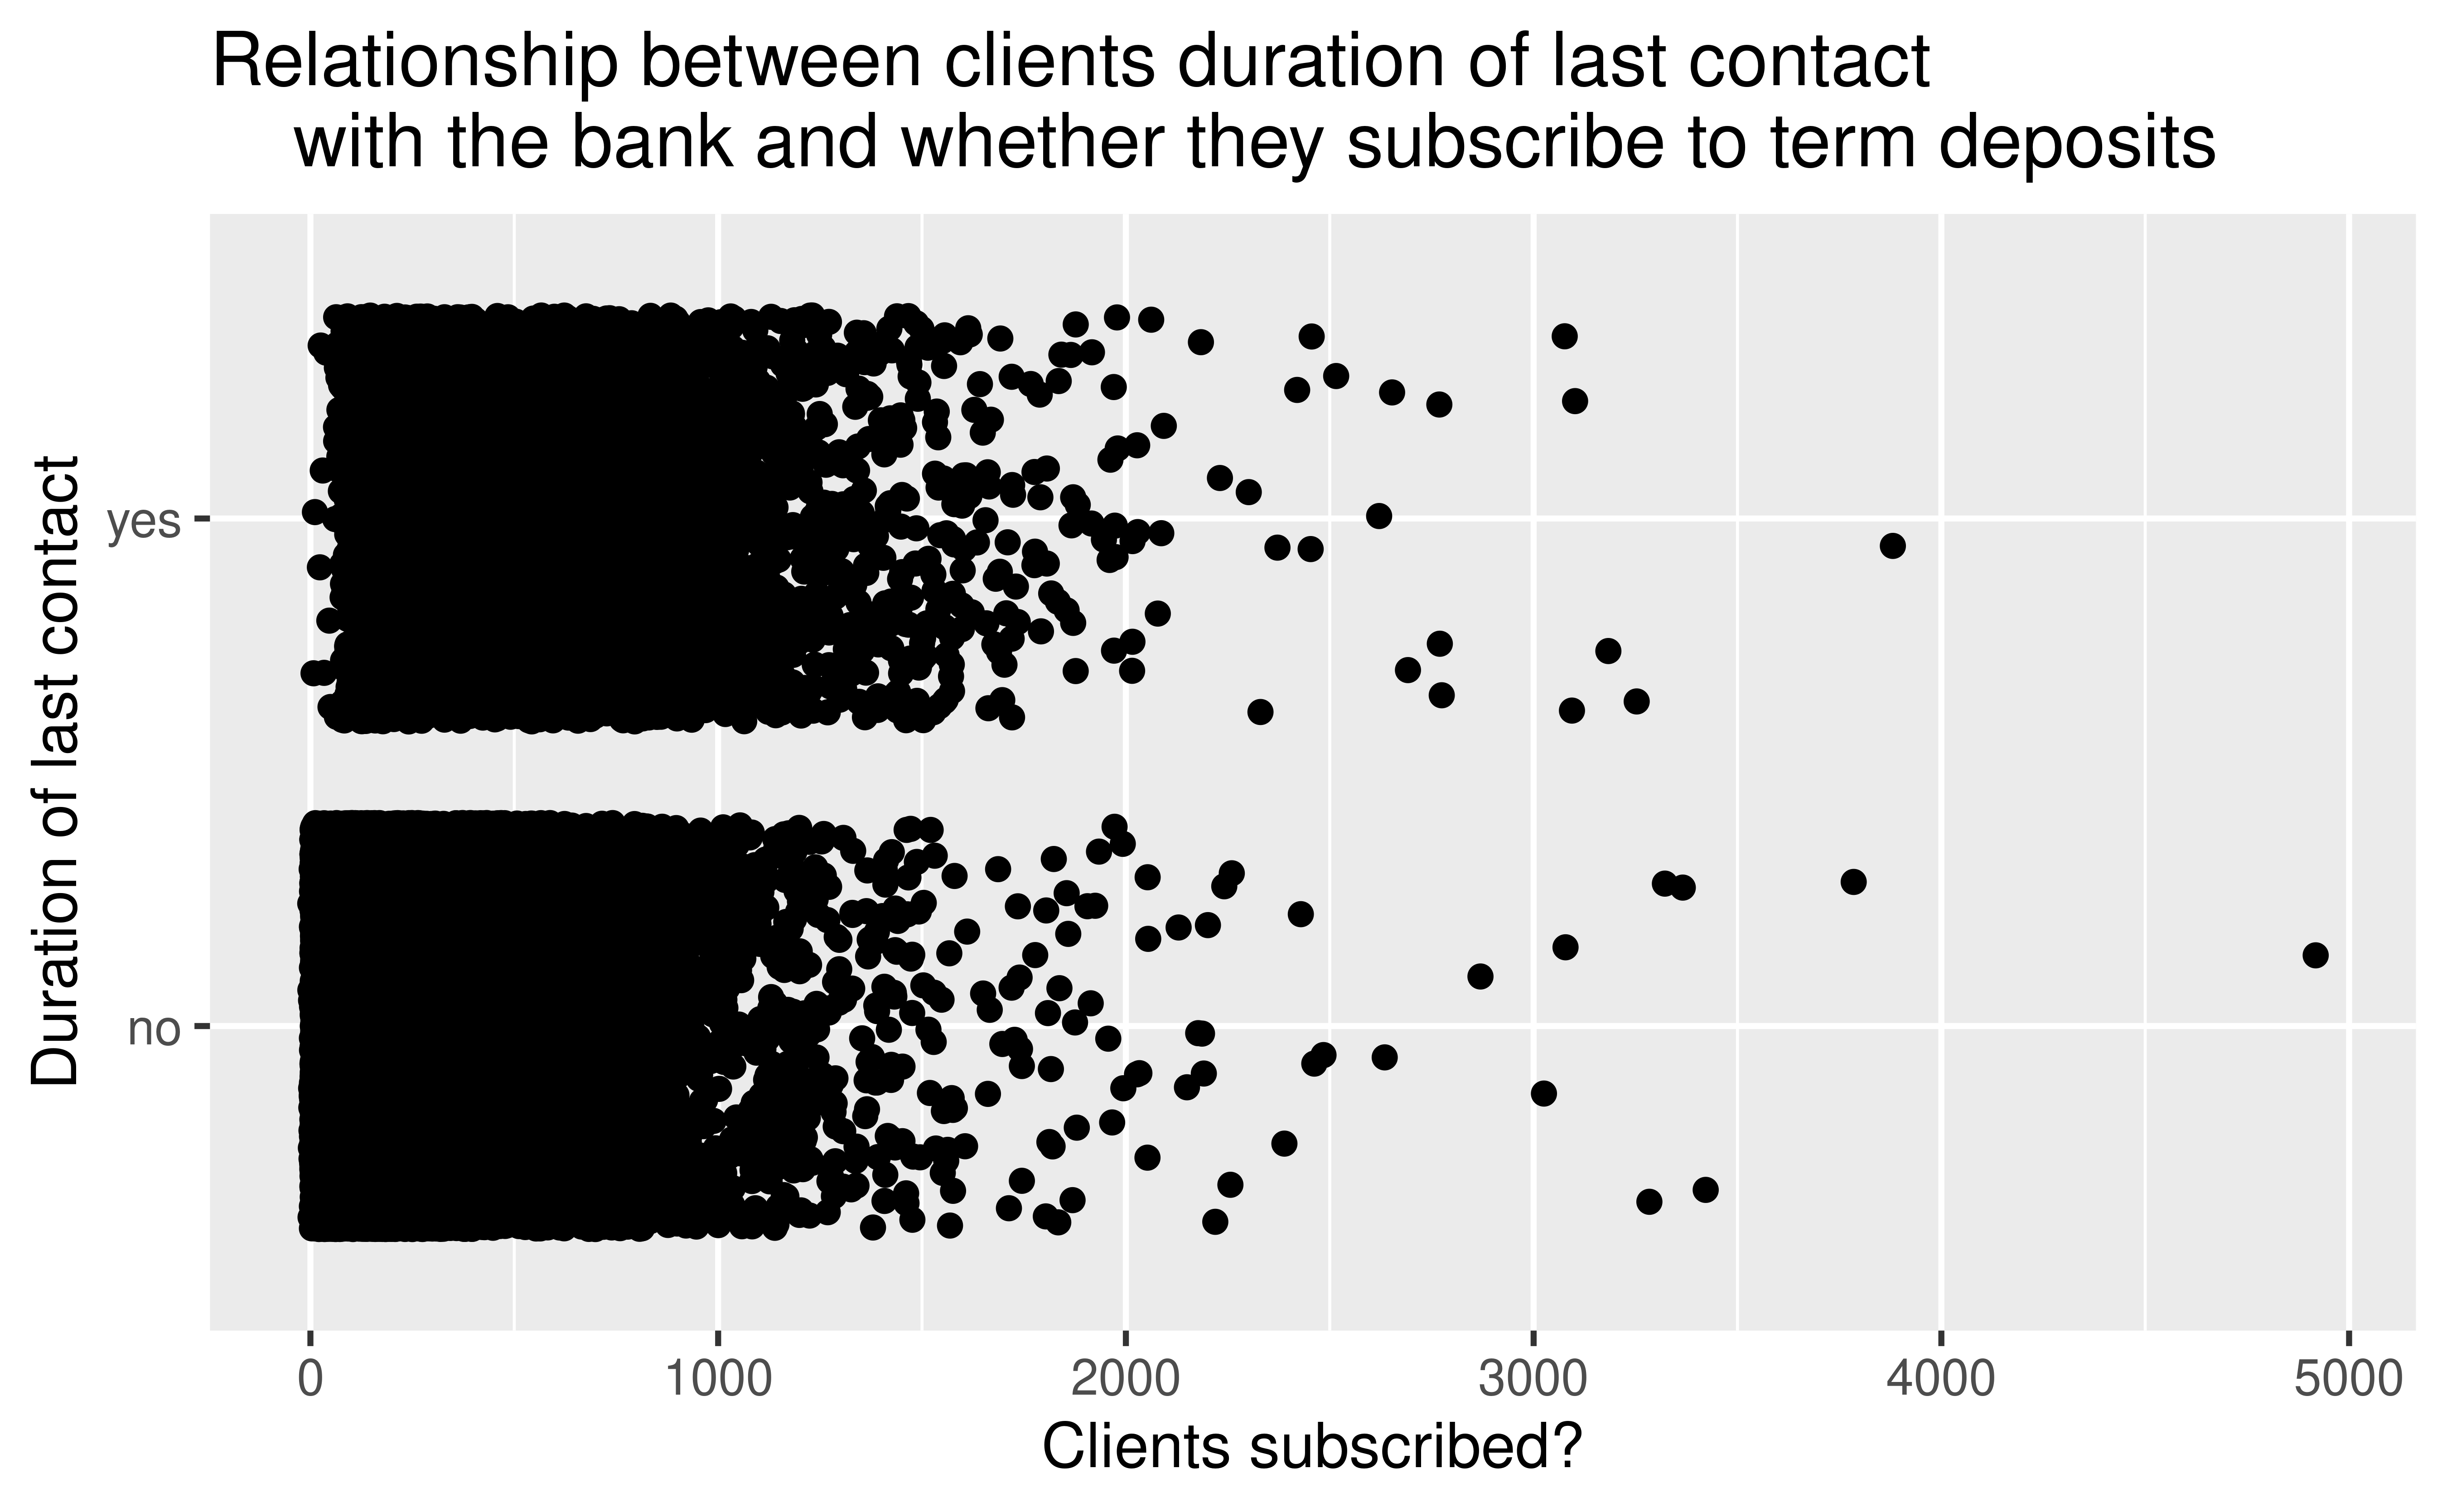 Relationship between clients duration of last contact
with the bank and whether they subscribe to term deposits
Duration of last contact
yes
no
0 1000 2000 3000 4000 5000
Clients subscribed?